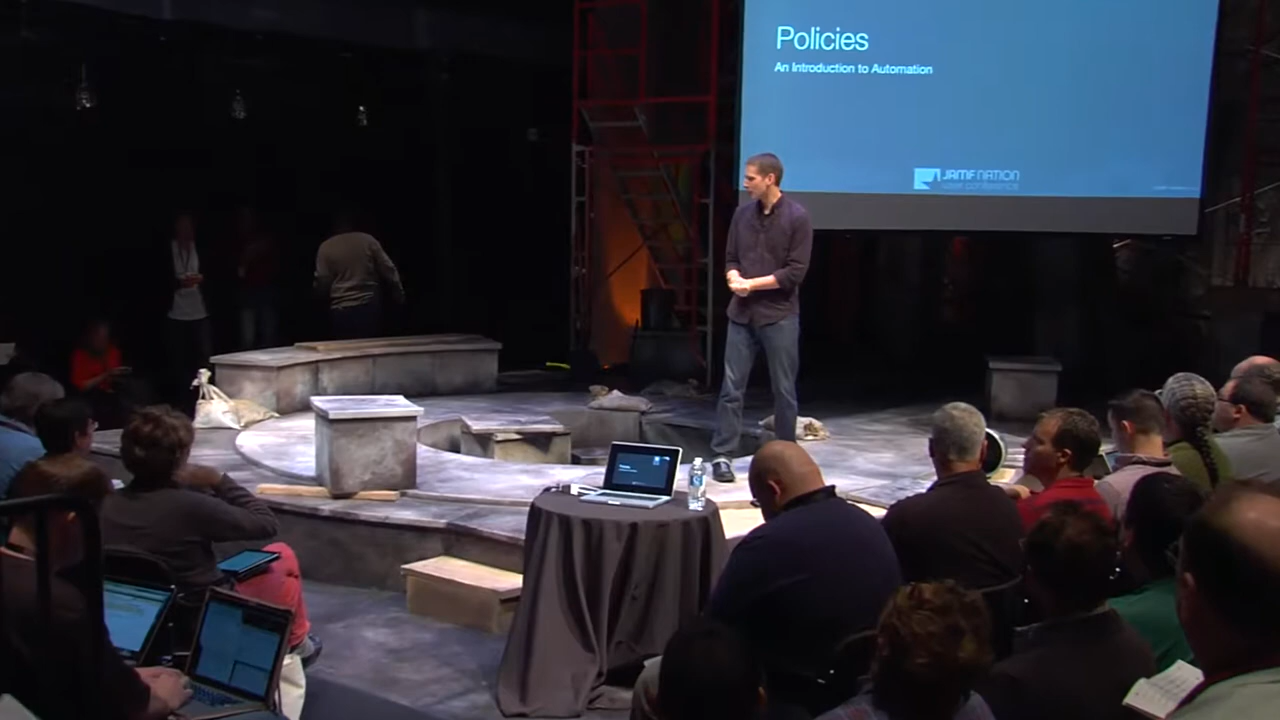 Policies
An Introduction to Automation
JAMF NATION
user conference